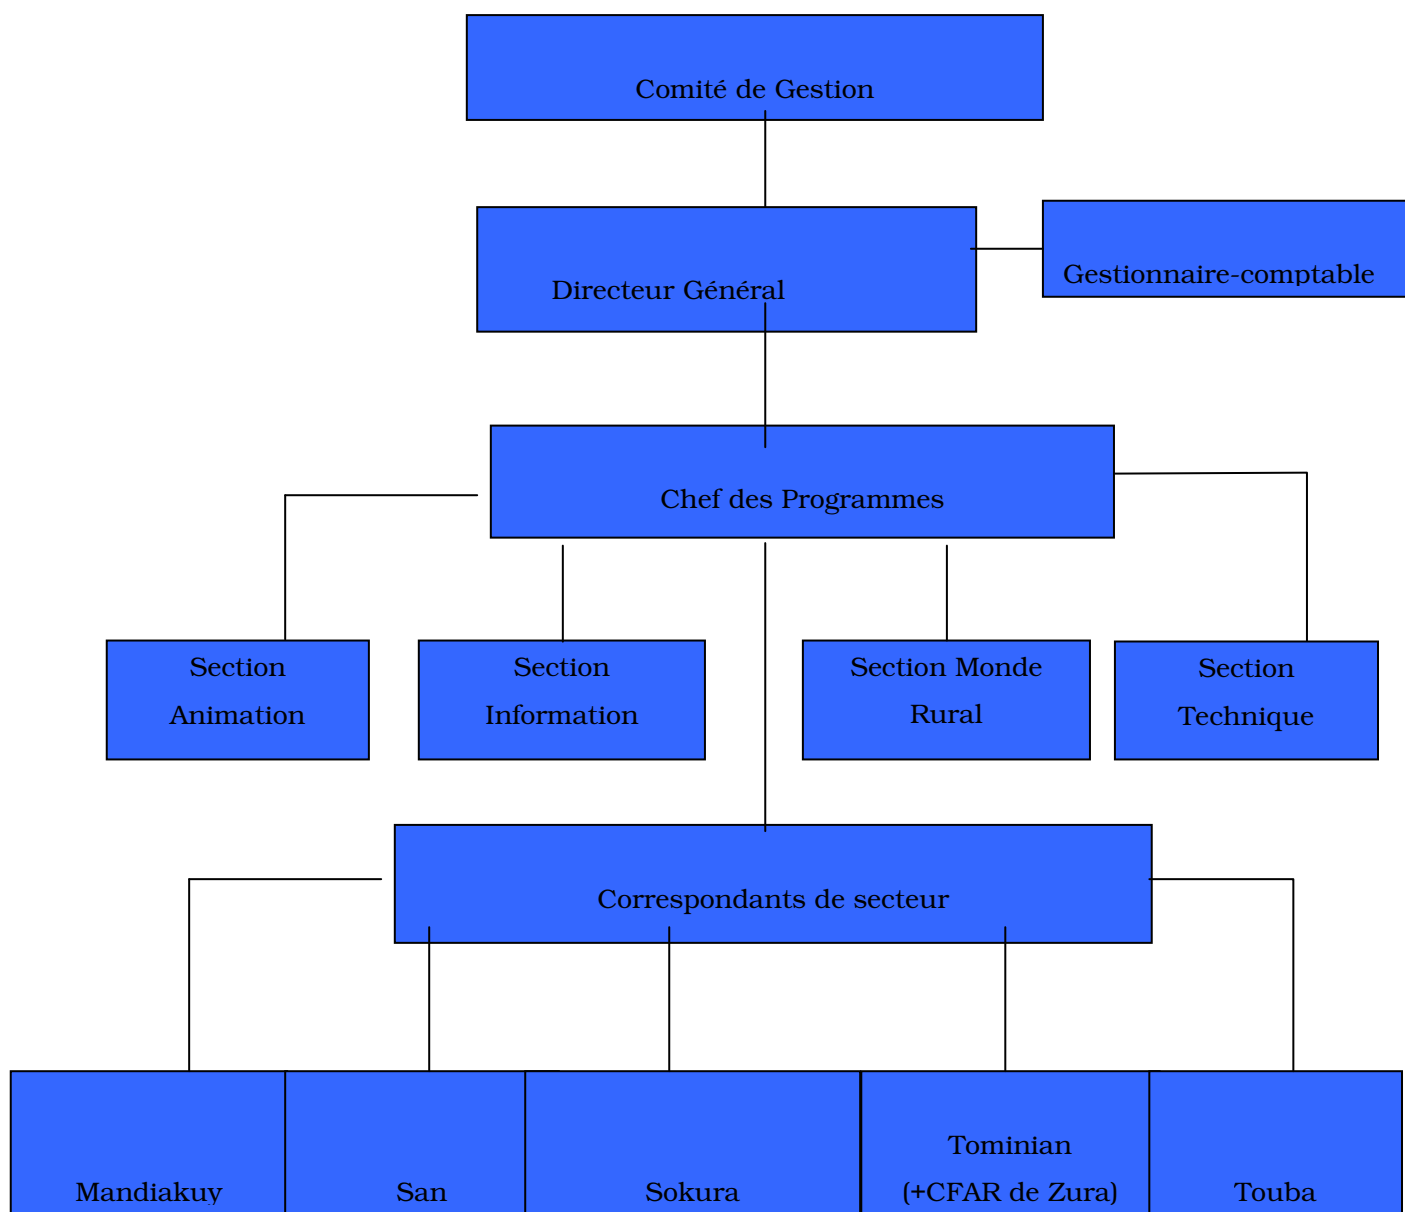 Comité de Gestion
Directeur Général
Gestionnaire-comptable
Chef des Programmes
Section
Animation
Section
Information
Section Monde
Rural
Section
Technique
Correspondants de secteur
Mandiakuy
San
Sokura
Tominian
(+CFAR de Zura)
Touba